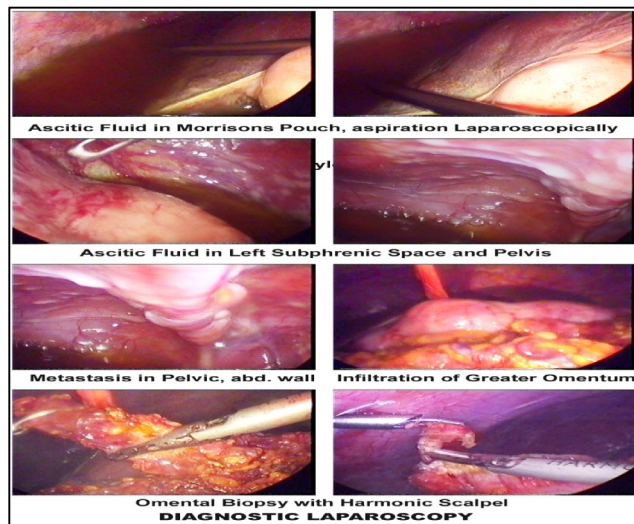 Ascitic Fluid in Morrisons Pouch, aspiration Laparoscopically
yl
Ascitic Fluid in Left Subphrenic Space and Pelvis
Metastasis in Pelvic, abd. wall
Infiltration of Greater Omentum
Omental Biopsy with Harmonic Scalpel
DIAGNOSTIC LAPAROSCOPY